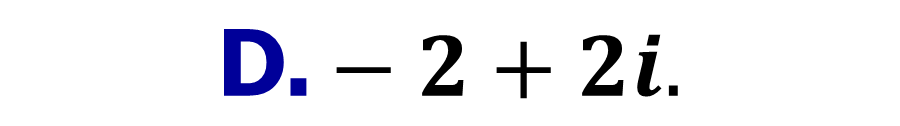 D. − 2 + 2i.